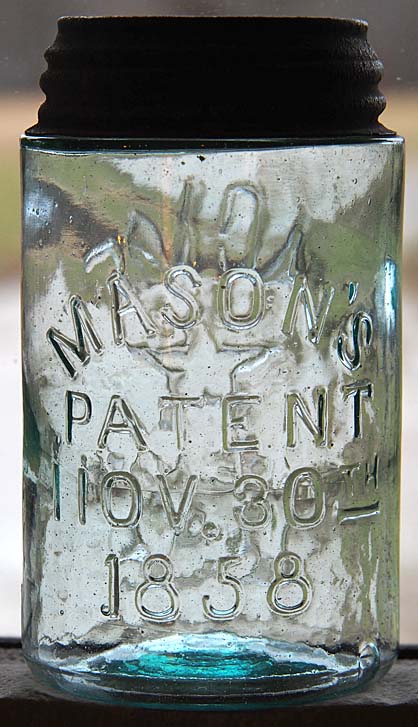 MASON'S
PATENT
NOV. 30TH
1858